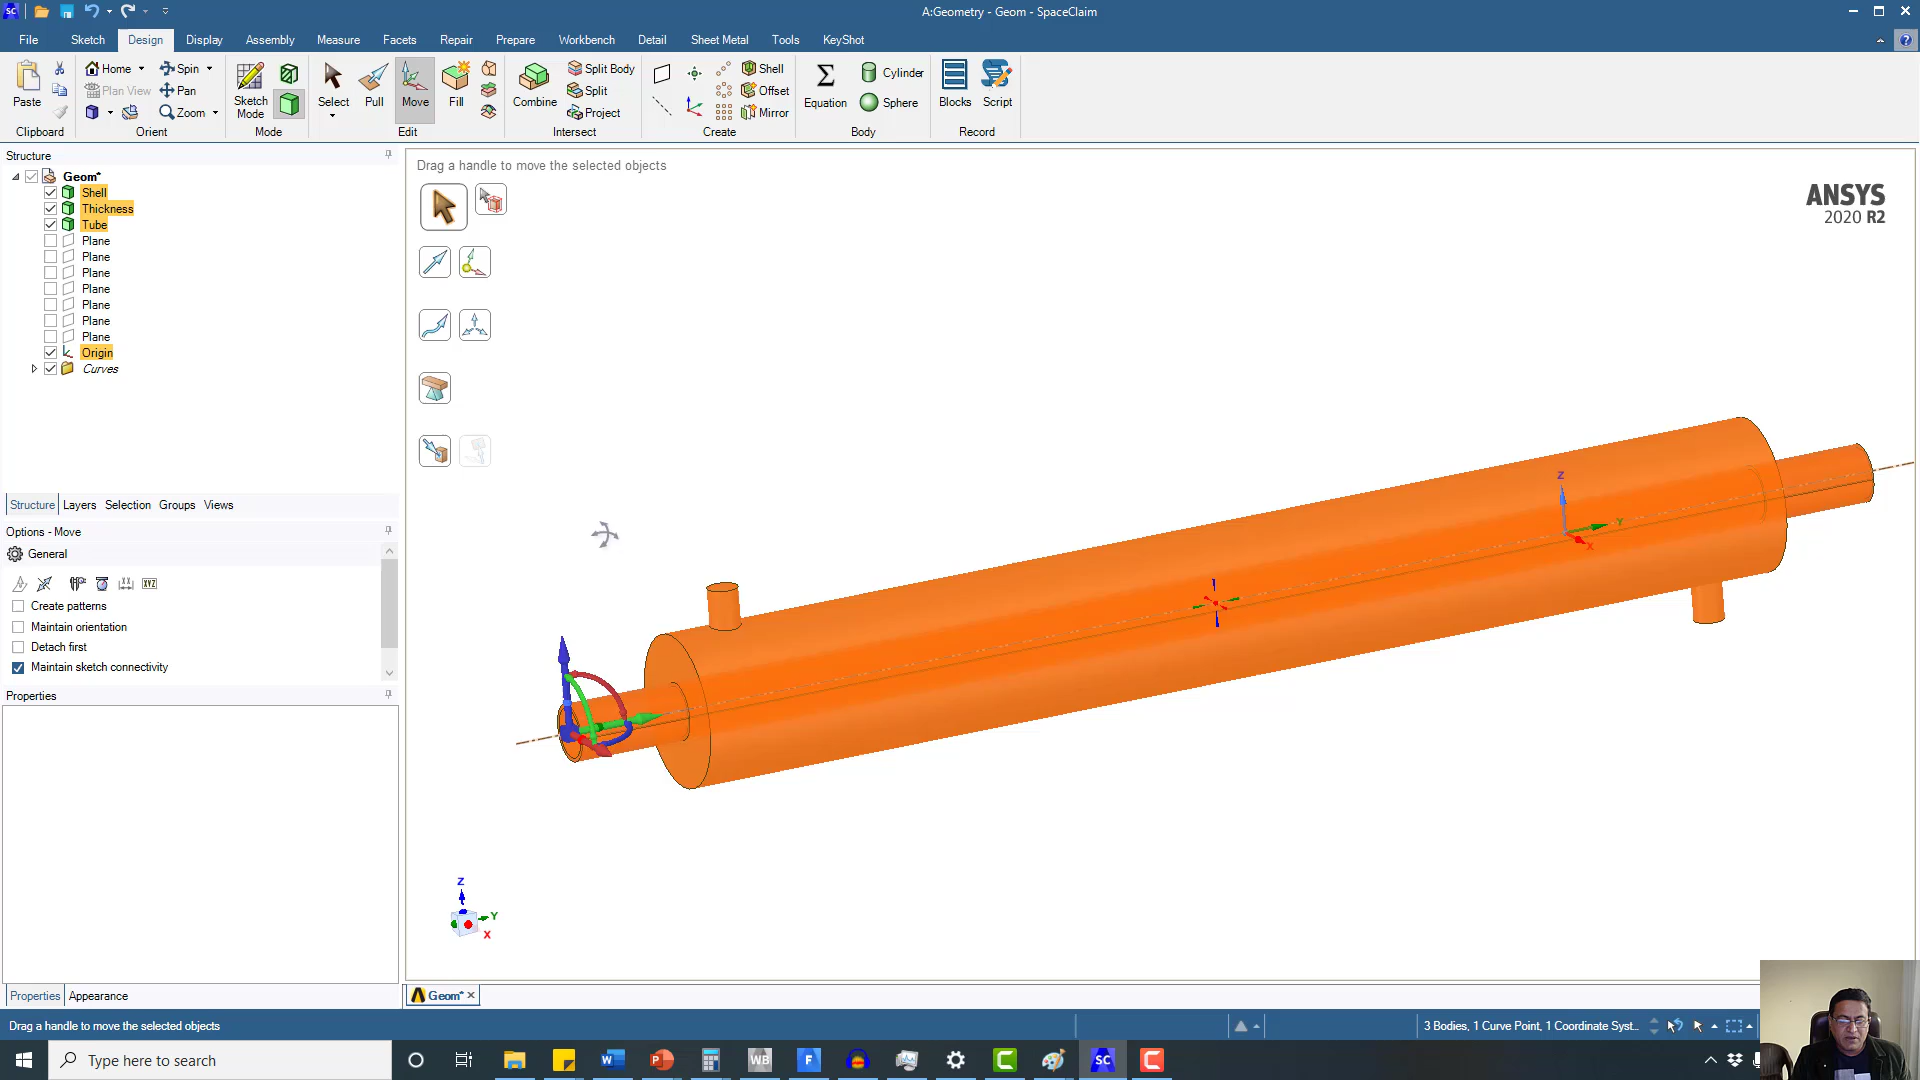 A:Geometry - Geom - SpaceClaim
File Sketch Design Display Assembly Measure Facets Repair Prepare Workbench Detail Sheet Metal Tools KeyShot
Paste
Clipboard
Home
Plan View
Spin
Pan
Zoom
Orient
Sketch Mode
Mode
Select
Pull
Move
Fill
Edit
Combine
Split Body
Split
Project
Intersect
Shell
Offset
Mirror
Create
Equation
Cylinder
Sphere
Body
Blocks
Script
Record
Structure
Geom*
Shell
Thickness
Tube
Plane
Plane
Plane
Plane
Plane
Plane
Plane
Origin
Curves
Structure Layers Selection Groups Views
Options - Move
General
XYZ
Create patterns
Maintain orientation
Detach first
Maintain sketch connectivity
Properties
Properties Appearance
Drag a handle to move the selected objects
ANSYS
2020 R2
Z
Y
X
Z
Y
X
Geom*
Drag a handle to move the selected objects
3 Bodies, 1 Curve Point, 1 Coordinate Syst...
Type here to search
WB
F
SC